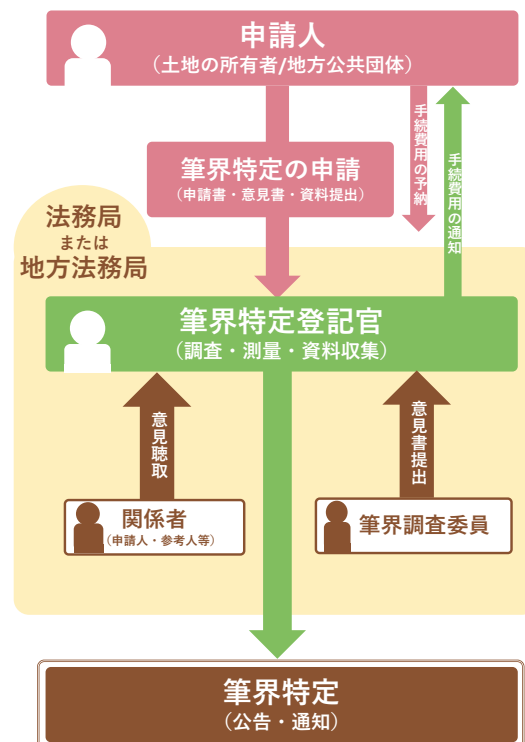 申請人
（土地の所有者/地方公共団体）
手続費用の予納
手続費用の通知
筆界特定の申請
（申請書・意見書・資料提出）
法務局
または
地方法務局
筆界特定登記官
（調査・測量・資料収集）
意見聴取
意見書提出
関係者
（申請人・参考人等）
筆界調査委員
筆界特定
（公告・通知）